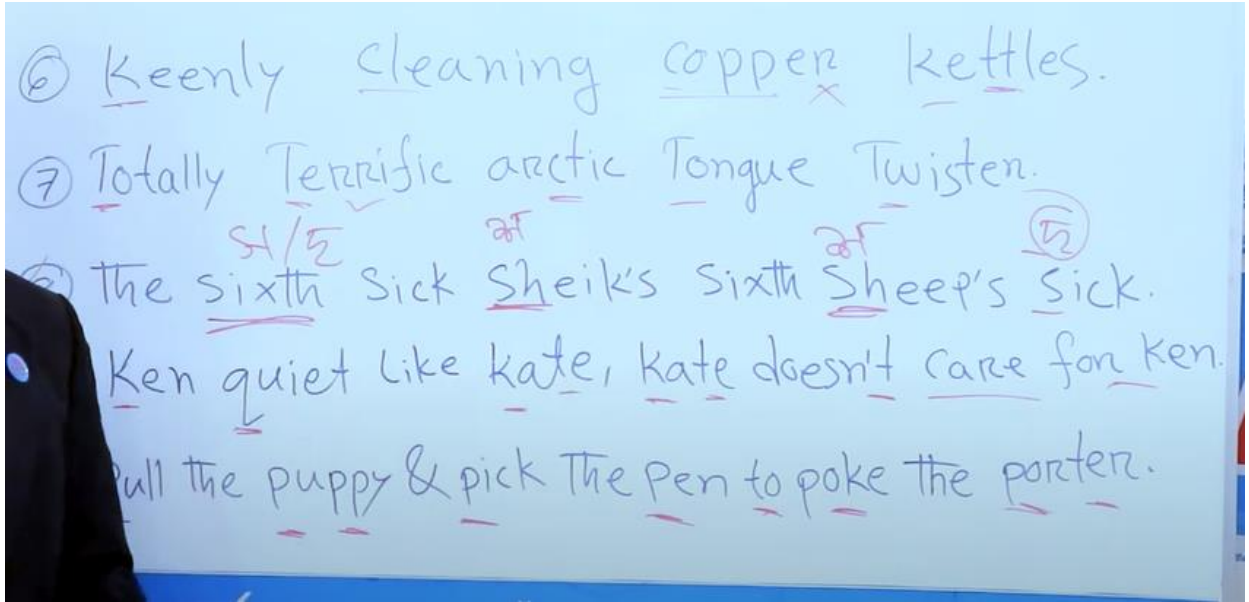 ⑥ Keenly cleaning copper kettles.
⑦ Totally Terrific arctic Tongue Twister.
The sixth Sick Sheik's Sixth Sheep's Sick.
Ken quiet Like kate, kate doesn't care for Ken.
Pull the puppy & pick The pen to poke the porter.